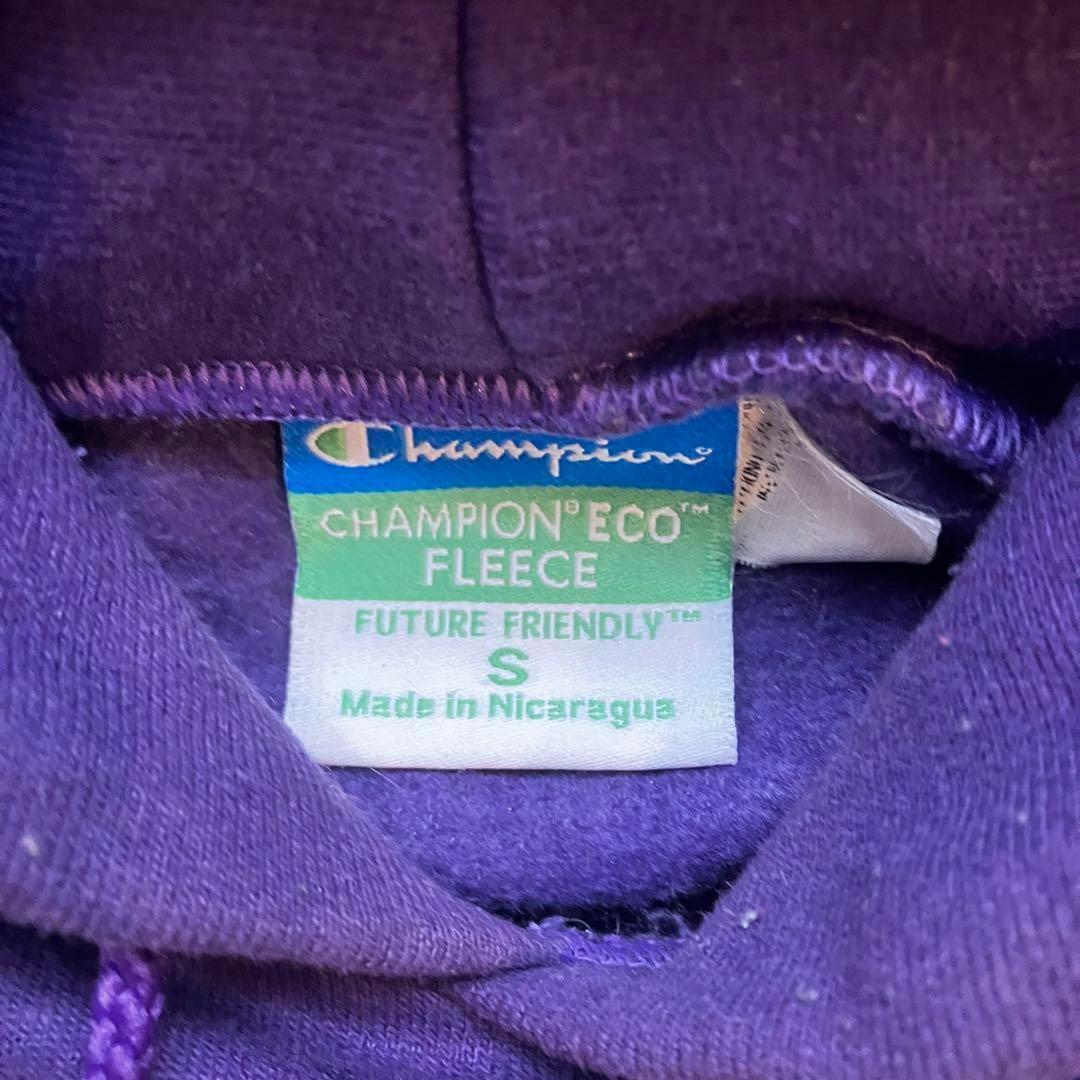 Champion®
CHAMPION® ECO™
FLEECE
FUTURE FRIENDLY™
S
Made in Nicaragua